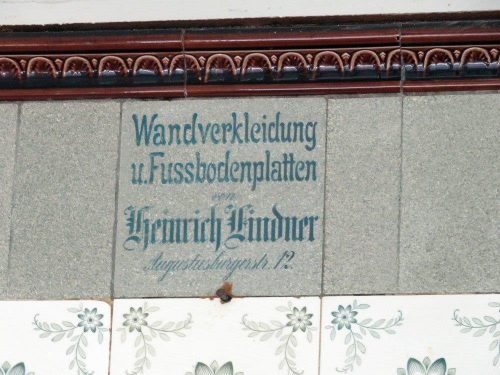 Wandverkleidung
u. Fussbodenplatten
von
Heinrich Lindner
Augustusburgerstr. 12.